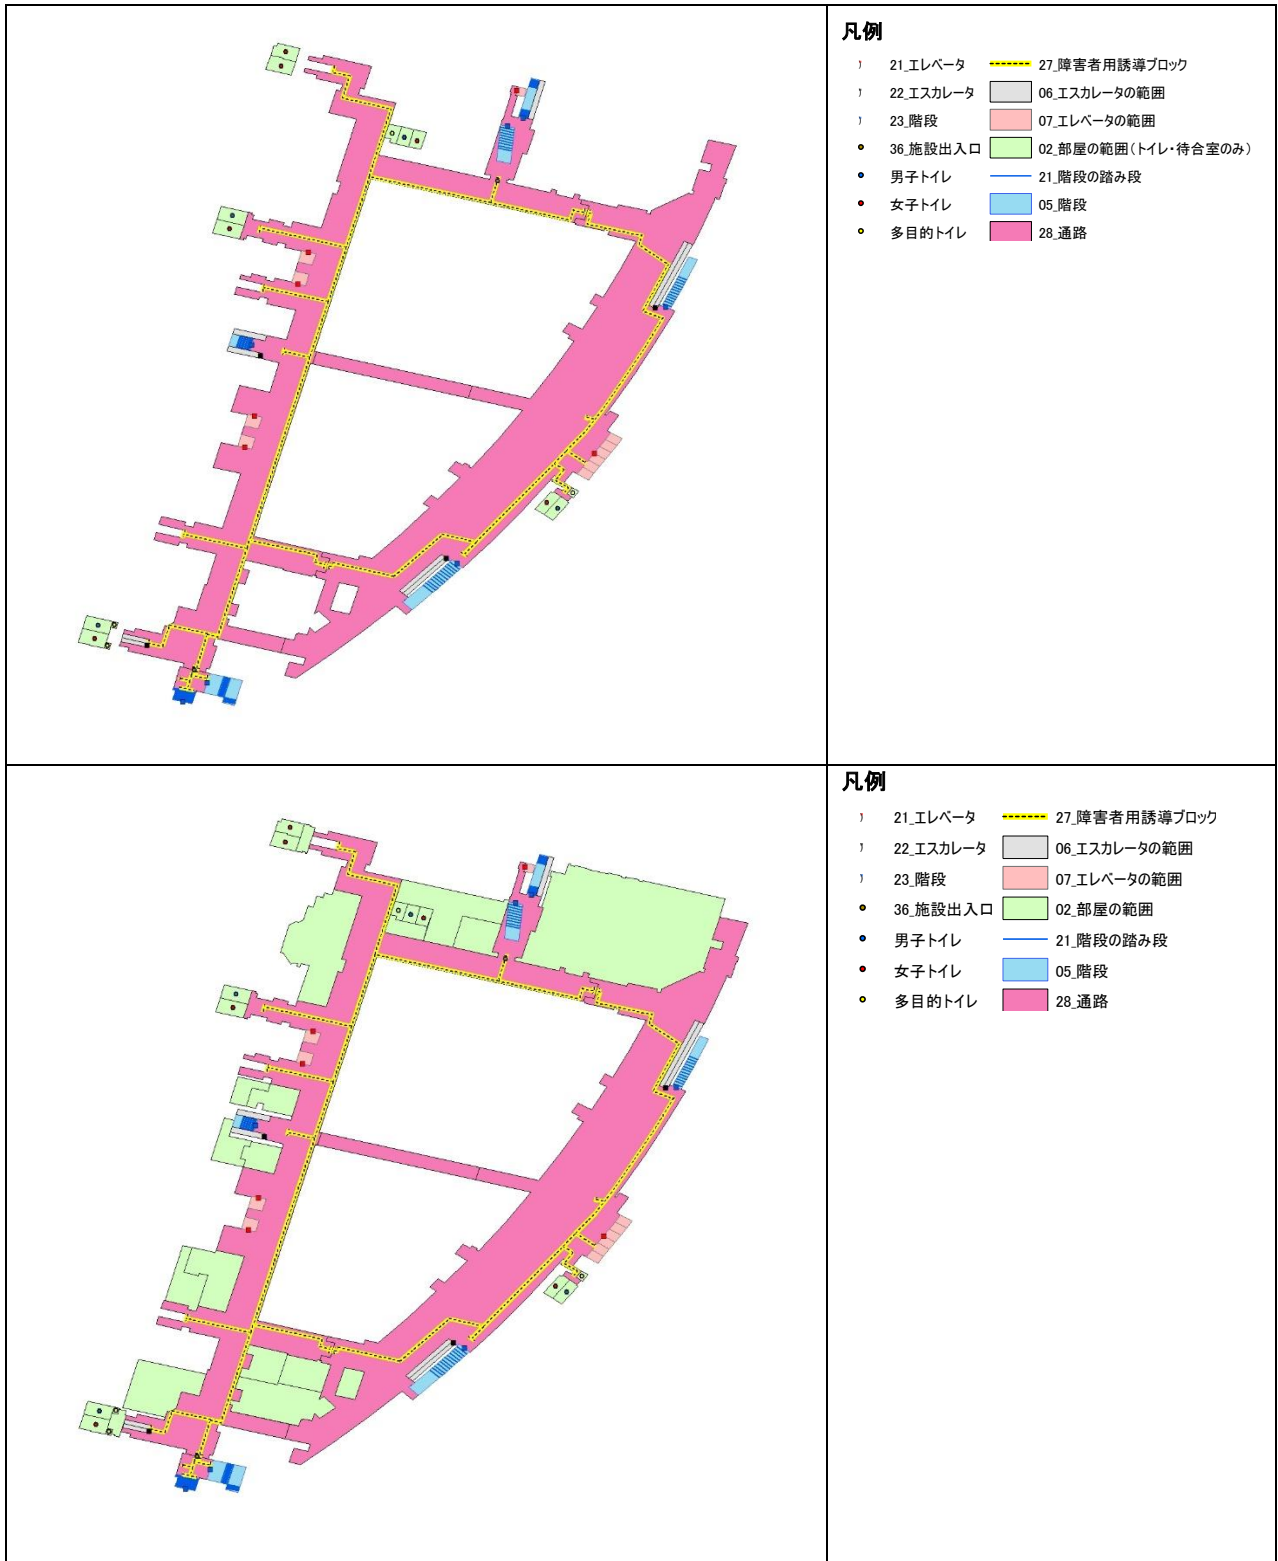 凡例
21_エレベータ 27_障害者用誘導ブロック
22_エスカレータ 06_エスカレータの範囲
23_階段 07_エレベータの範囲
36_施設出入口 02_部屋の範囲(トイレ・待合室のみ)
男子トイレ 21_階段の踏み段
女子トイレ 05_階段
多目的トイレ 28_通路
凡例
21_エレベータ 27_障害者用誘導ブロック
22_エスカレータ 06_エスカレータの範囲
23_階段 07_エレベータの範囲
36_施設出入口 02_部屋の範囲
男子トイレ 21_階段の踏み段
女子トイレ 05_階段
多目的トイレ 28_通路